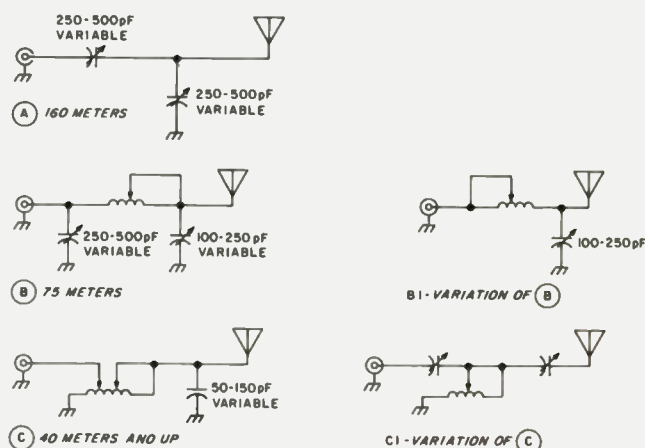 250-500pF
VARIABLE
250-500pF
VARIABLE
A 160 METERS
250-500pF
VARIABLE
100-250pF
VARIABLE
B 75 METERS
100-250pF
B1-VARIATION OF B
50-150pF
VARIABLE
C 40 METERS AND UP
C1-VARIATION OF C